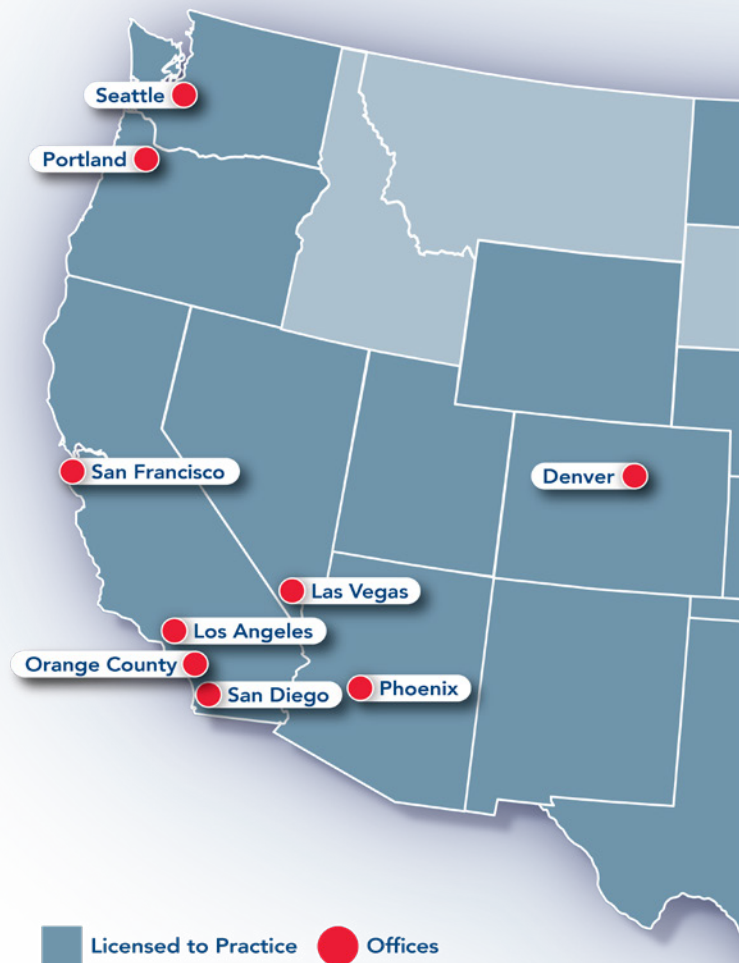 Seattle
Portland
San Francisco
Denver
Las Vegas
Los Angeles
Orange County
San Diego
Phoenix
Licensed to Practice
Offices